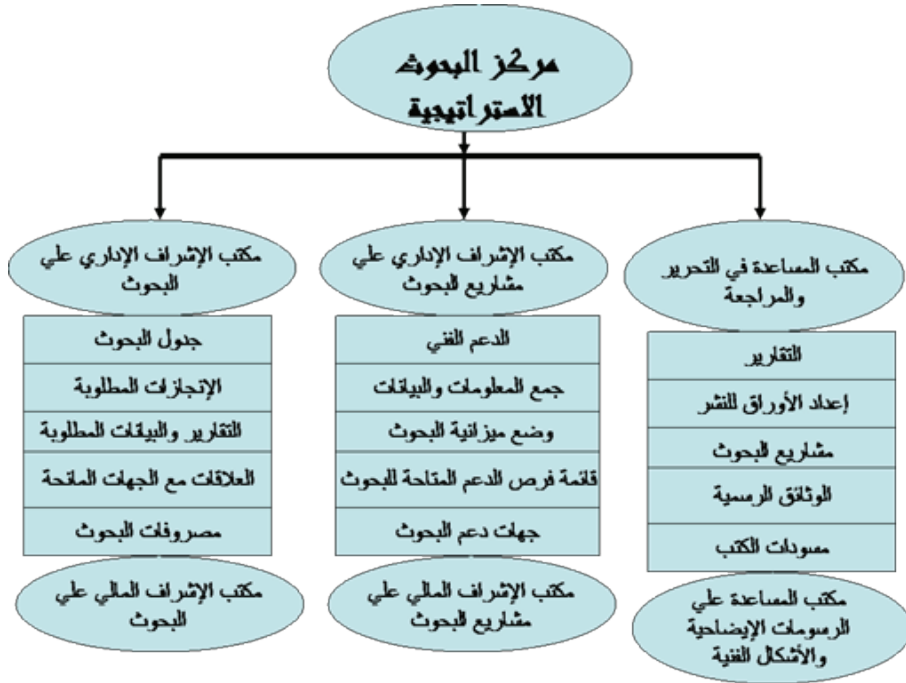 مركز البحوث
الاستراتيجية
مكتب المساعدة في التحرير
والمراجعة
التقارير
إعداد الأوراق للنشر
مشاريع البحوث
الوثائق الرسمية
مسودات الكتب
مكتب المساعدة علي
الرسومات الإيضاحية
والأشكال الفنية
مكتب الإشراف الإداري علي
مشاريع البحوث
الدعم الفني
جمع المعلومات والبيانات
وضع ميزانية البحوث
قائمة فرص الدعم المتاحة للبحوث
جهات دعم البحوث
مكتب الإشراف المالي علي
مشاريع البحوث
مكتب الإشراف الإداري علي
البحوث
جدول البحوث
الإنجازات المطلوبة
التقارير والبيانات المطلوبة
العلاقات مع الجهات المانحة
مصروفات البحوث
مكتب الإشراف المالي علي
البحوث